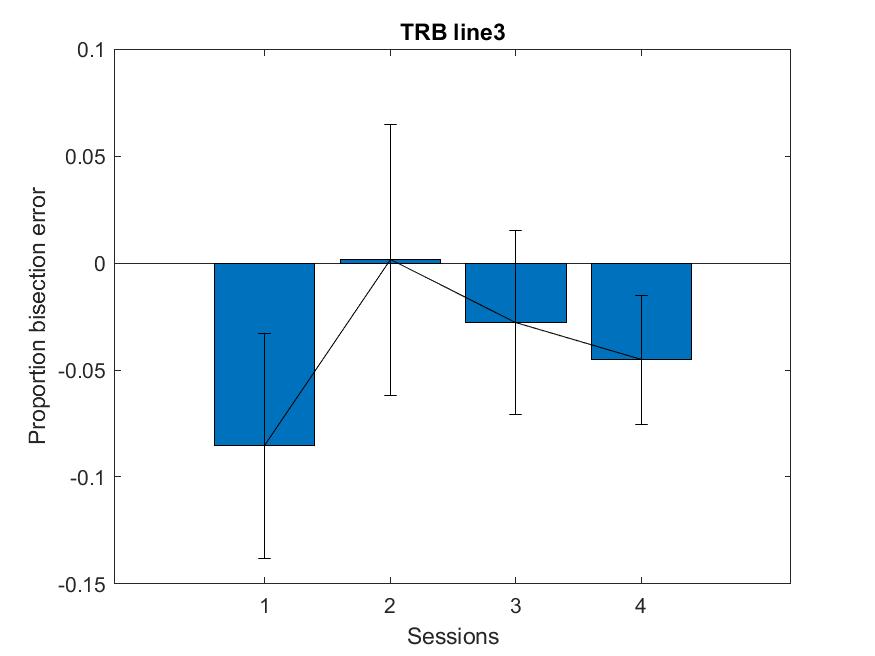 TRB line3
0.1
0.05
0
-0.05
-0.1
-0.15
Proportion bisection error
1 2 3 4
Sessions